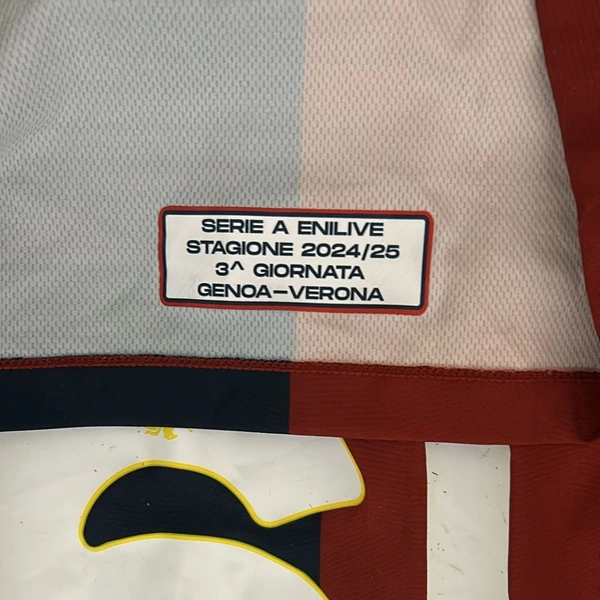 SERIE A ENILIVE
STAGIONE 2024/25
3^ GIORNATA
GENOA-VERONA